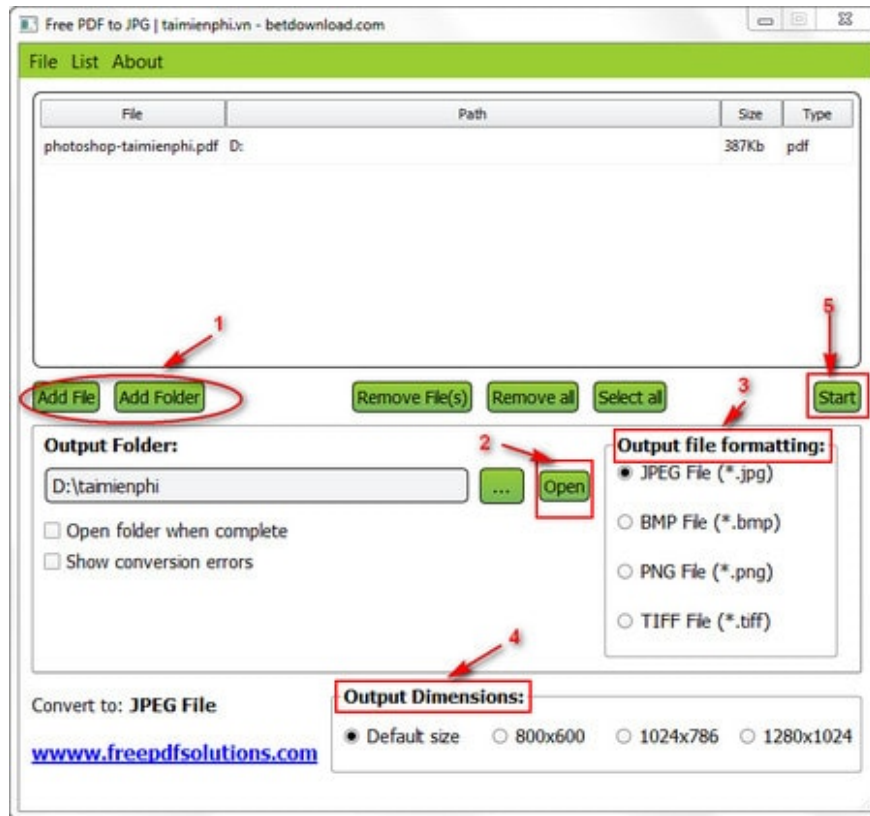 Free PDF to JPG | taimienphi.vn - betdownload.com
File List About
File Path Size Type
photoshop-taimienphi.pdf D: 387Kb pdf
1
5
Add File Add Folder Remove File(s) Remove all Select all Start
3
Output Folder:
2
Output file formatting:
D:\taimienphi ... Open
JPEG File (*.jpg)
Open folder when complete
BMP File (*.bmp)
Show conversion errors
PNG File (*.png)
TIFF File (*.tiff)
4
Convert to: JPEG File
Output Dimensions:
Default size 800x600 1024x786 1280x1024
wwww.freepdfsolutions.com